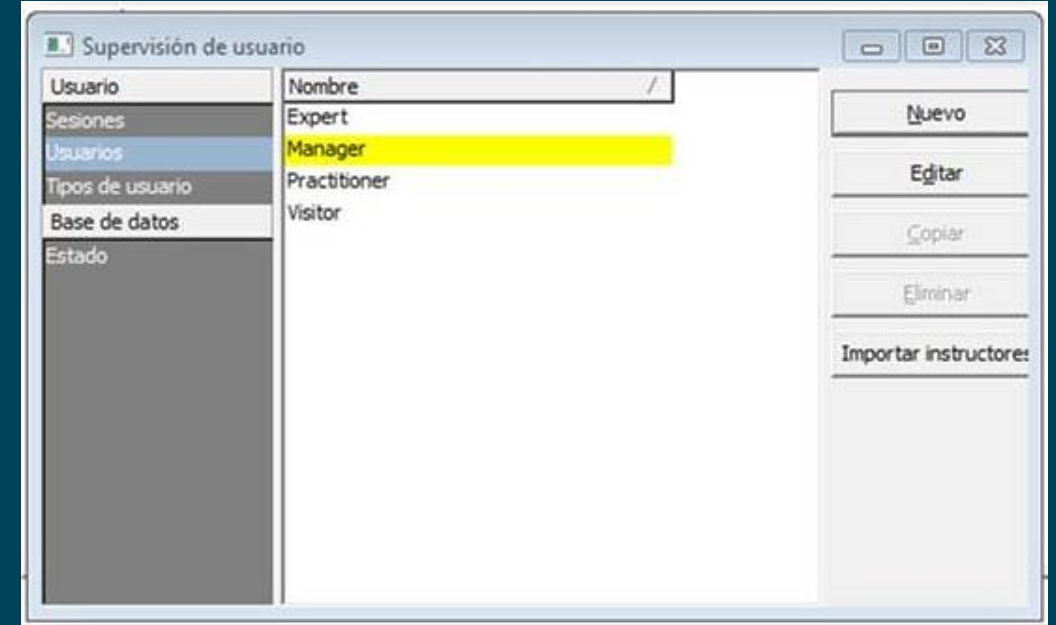 Supervisión de usuario
Usuario
Sesiones
Usuarios
Tipos de usuario
Base de datos
Estado
Nombre
Expert
Manager
Practitioner
Visitor
Nuevo
Editar
Copiar
Eliminar
Importar instructores